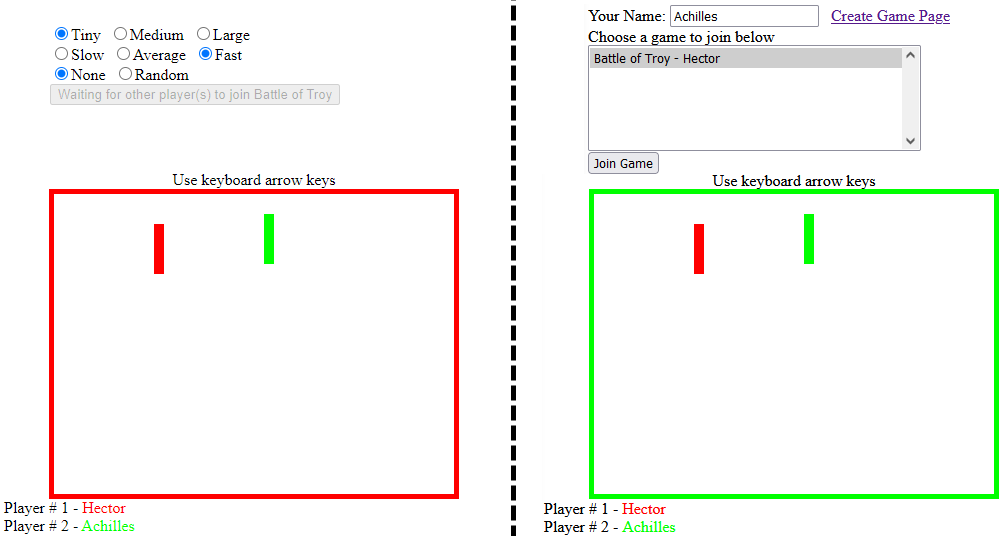 Tiny Medium Large
Slow Average Fast
None Random
Waiting for other player(s) to join Battle of Troy
Use keyboard arrow keys
Player # 1 - Hector
Player # 2 - Achilles
Your Name: Achilles Create Game Page
Choose a game to join below
Battle of Troy - Hector
Join Game
Use keyboard arrow keys
Player # 1 - Hector
Player # 2 - Achilles